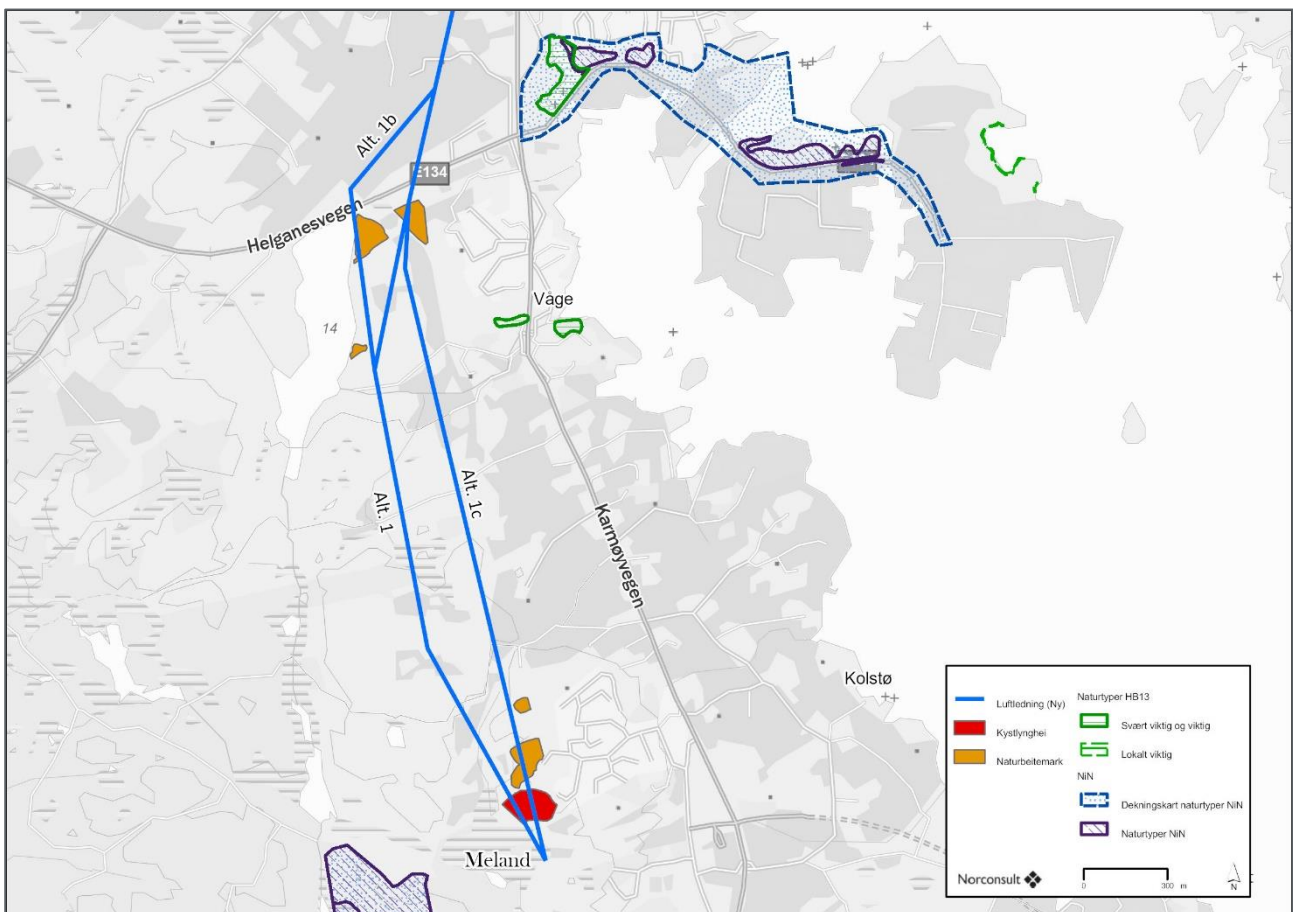 Alt. 1b
E134
Helganesvegen
Våge
14
Alt. 1
Alt. 1c
Karmøyvegen
Kolstø
Meland
Luftledning (Ny)
Kystlynghei
Naturbeitemark
Naturtyper HB13
Svært viktig og viktig
Lokalt viktig
NiN
Dekningskart naturtyper NiN
Naturtyper NiN
Norconsult
0 300 m
N